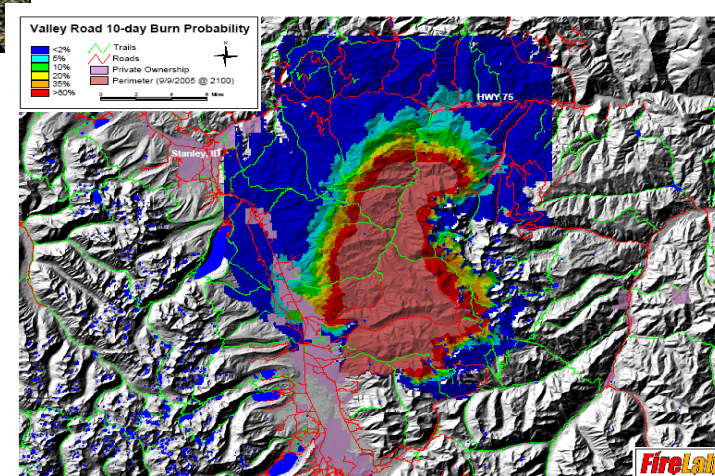 Valley Road 10-day Burn Probability
<2%
5%
10%
20%
35%
>60%
Trails
Roads
Private Ownership
Perimeter (9/9/2005 @ 2100)
N
0 2 4 8 Miles
HWY 75
Stanley, ID
FireLab